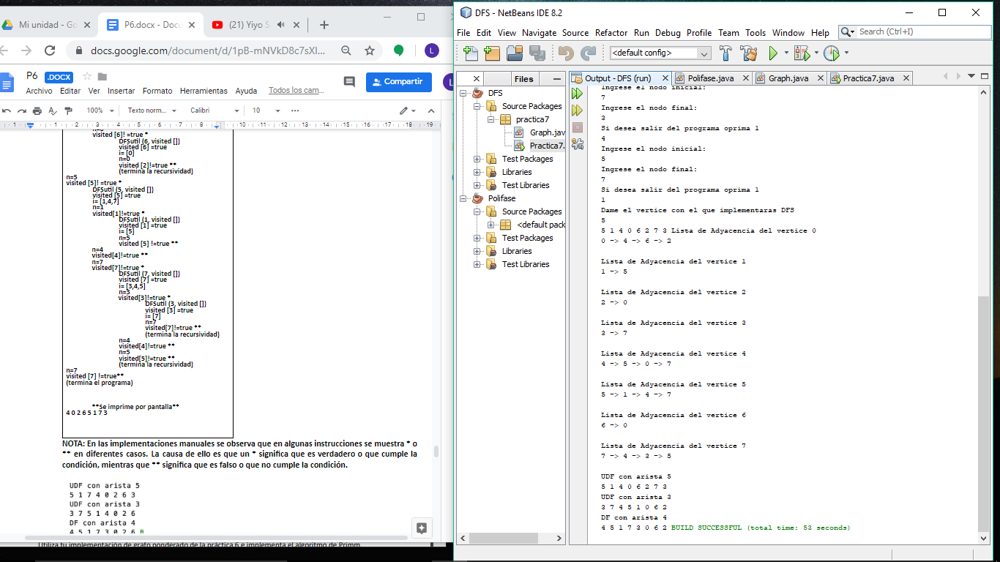 Mi unidad - Go
P6.docx - Docu
(21) Yiyo S
docs.google.com/document/d/1pB-mNVkD8c7sXl...
L
P6 .DOCX
Compartir
Archivo Editar Ver Insertar Formato Herramientas Ayuda Todos los cam...
100% Texto norm... Calibri 10
1 1 2 3 4 5 6 7 8 9 10 11 12 13 14 15 16 17 18 19
visited [6]! =true *
DFSutil (6, visited [])
visited [6] =true
i= [0]
n=0
visited [2]!=true **
(termina la recursividad)
n=5
visited [5]! =true *
DFSutil (5, visited [])
visited [5] =true
i= [1,4,7]
n=1
visited[1]!=true *
DFSutil (1, visited [])
visited [1] =true
i= [5]
n=5
visited [5] !=true **
n=4
visited[4]!=true **
n=7
visited[7]!=true *
DFSutil (7, visited [])
visited [7] =true
i= [3,4,5]
n=3
visited[3]!=true *
DFSutil (3, visited [])
visited [3] =true
i= [7]
n=7
visited[7]!=true **
(termina la recursividad)
n=4
visited[4]!=true **
n=5
visited[5]!=true **
(termina la recursividad)
n=7
visited [7] !=true**
(termina el programa)
**Se imprime por pantalla**
4 0 2 6 5 1 7 3
NOTA: En las implementaciones manuales se observa que en algunas instrucciones se muestra * o
** en diferentes casos. La causa de ello es que un * significa que es verdadero o que cumple la
condición, mientras que ** significa que es falso o que no cumple la condición.
UDF con arista 5
5 1 7 4 0 2 6 3
UDF con arista 3
3 7 5 1 4 0 2 6
DF con arista 4
4 5 1 7 3 0 2 6 B
Utiliza tu implementación de grafo ponderado de la práctica 6 e implementa el algoritmo de Primm
DFS - NetBeans IDE 8.2
File Edit View Navigate Source Refactor Run Debug Profile Team Tools Window Help
Search (Ctrl+I)
<default config>
Files
DFS
Source Packages
practica7
Graph.jav
Practica7.
Test Packages
Libraries
Test Libraries
Polifase
Source Packages
<default pack
Test Packages
Libraries
Test Libraries
Output - DFS (run) Polifase.java Graph.java Practica7.java
Ingrese el nodo inicial:
7
Ingrese el nodo final:
3
Si desea salir del programa oprima 1
4
Ingrese el nodo inicial:
5
Ingrese el nodo final:
7
Si desea salir del programa oprima 1
1
Dame el vertice con el que implementaras DFS
5
5 1 4 0 6 2 7 3 Lista de Adyacencia del vertice 0
0 -> 4 -> 6 -> 2
Lista de Adyacencia del vertice 1
1 -> 5
Lista de Adyacencia del vertice 2
2 -> 0
Lista de Adyacencia del vertice 3
3 -> 7
Lista de Adyacencia del vertice 4
4 -> 5 -> 0 -> 7
Lista de Adyacencia del vertice 5
5 -> 1 -> 4 -> 7
Lista de Adyacencia del vertice 6
6 -> 0
Lista de Adyacencia del vertice 7
7 -> 4 -> 3 -> 5
UDF con arista 5
5 1 4 0 6 2 7 3
UDF con arista 3
3 7 4 5 1 0 6 2
DF con arista 4
4 5 1 7 3 0 6 2 BUILD SUCCESSFUL (total time: 53 seconds)